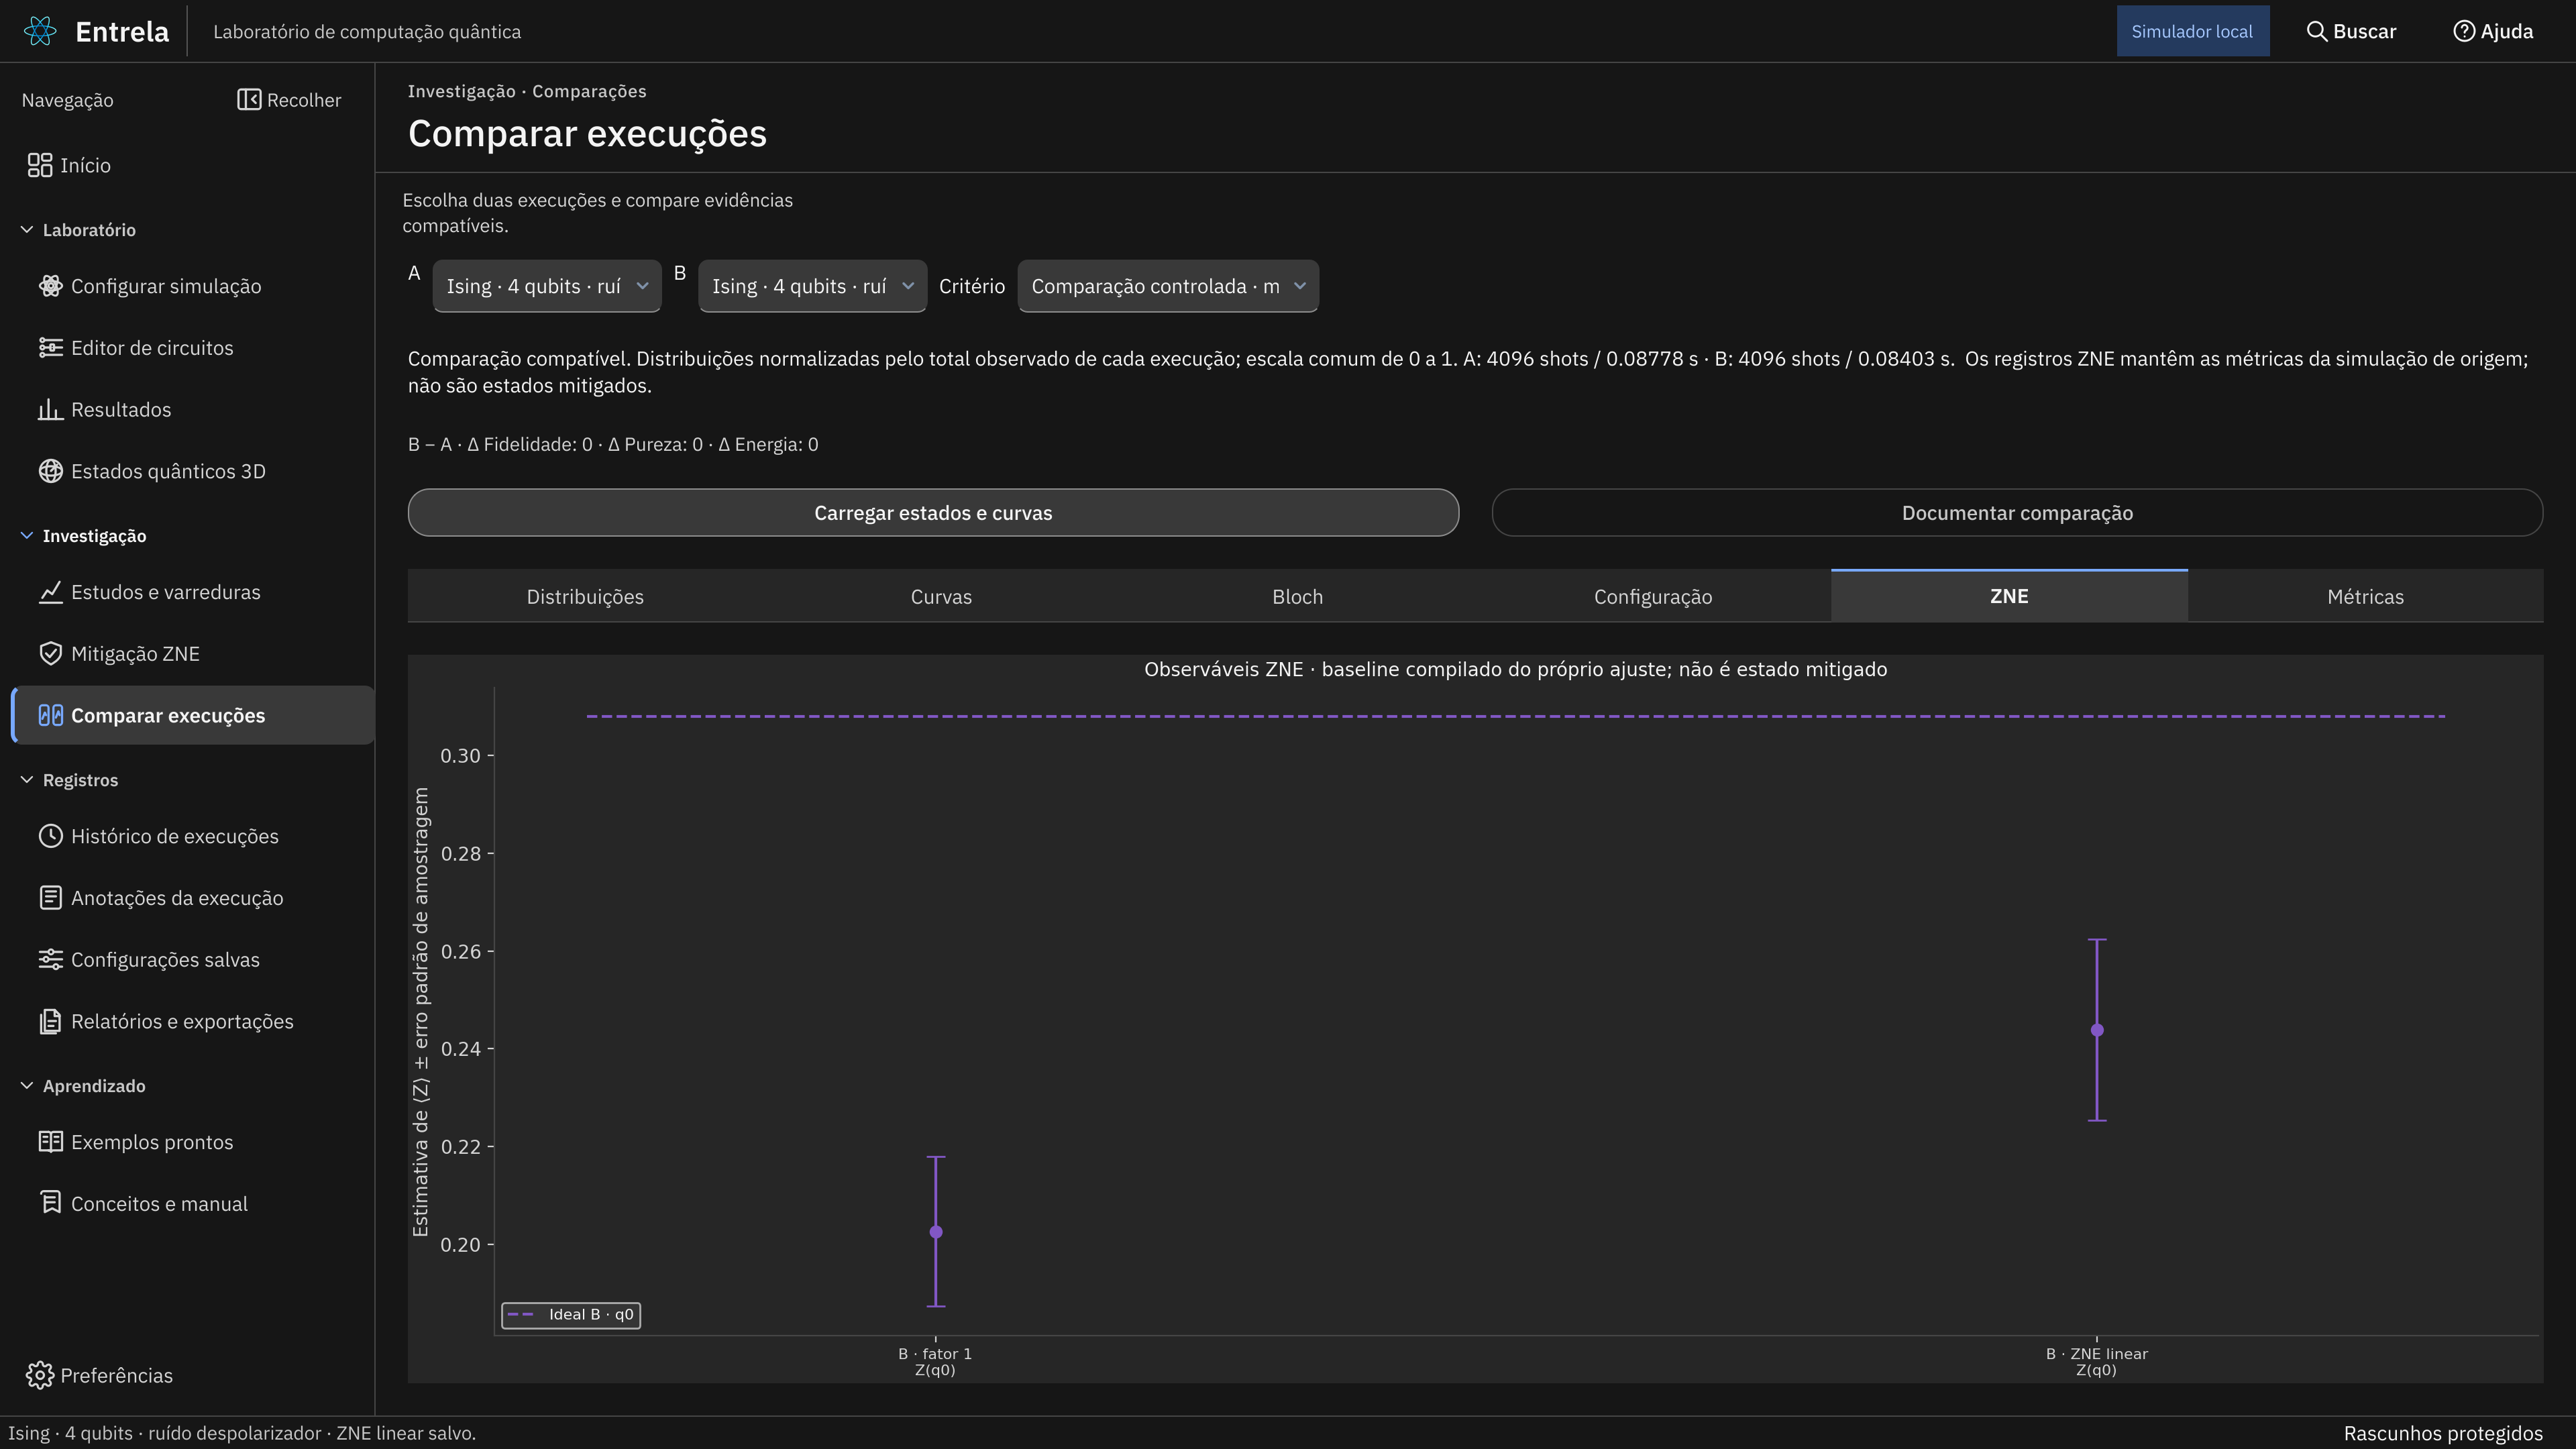 Entrela
Laboratório de computação quântica
Simulador local
Buscar
Ajuda
Navegação
Recolher
Início
Laboratório
Configurar simulação
Editor de circuitos
Resultados
Estados quânticos 3D
Investigação
Estudos e varreduras
Mitigação ZNE
Comparar execuções
Registros
Histórico de execuções
Anotações da execução
Configurações salvas
Relatórios e exportações
Aprendizado
Exemplos prontos
Conceitos e manual
Preferências
Investigação · Comparações
Comparar execuções
Escolha duas execuções e compare evidências
compatíveis.
A
Ising · 4 qubits · ruí
B
Ising · 4 qubits · ruí
Critério
Comparação controlada · m
Comparação compatível. Distribuições normalizadas pelo total observado de cada execução; escala comum de 0 a 1. A: 4096 shots / 0.08778 s · B: 4096 shots / 0.08403 s.  Os registros ZNE mantêm as métricas da simulação de origem;
não são estados mitigados.
B − A · Δ Fidelidade: 0 · Δ Pureza: 0 · Δ Energia: 0
Carregar estados e curvas
Documentar comparação
Distribuições
Curvas
Bloch
Configuração
ZNE
Métricas
Observáveis ZNE · baseline compilado do próprio ajuste; não é estado mitigado
Estimativa de ⟨Z⟩ ± erro padrão de amostragem
0.30
0.28
0.26
0.24
0.22
0.20
Ideal B · q0
B · fator 1
Z(q0)
B · ZNE linear
Z(q0)
Ising · 4 qubits · ruído despolarizador · ZNE linear salvo.
Rascunhos protegidos